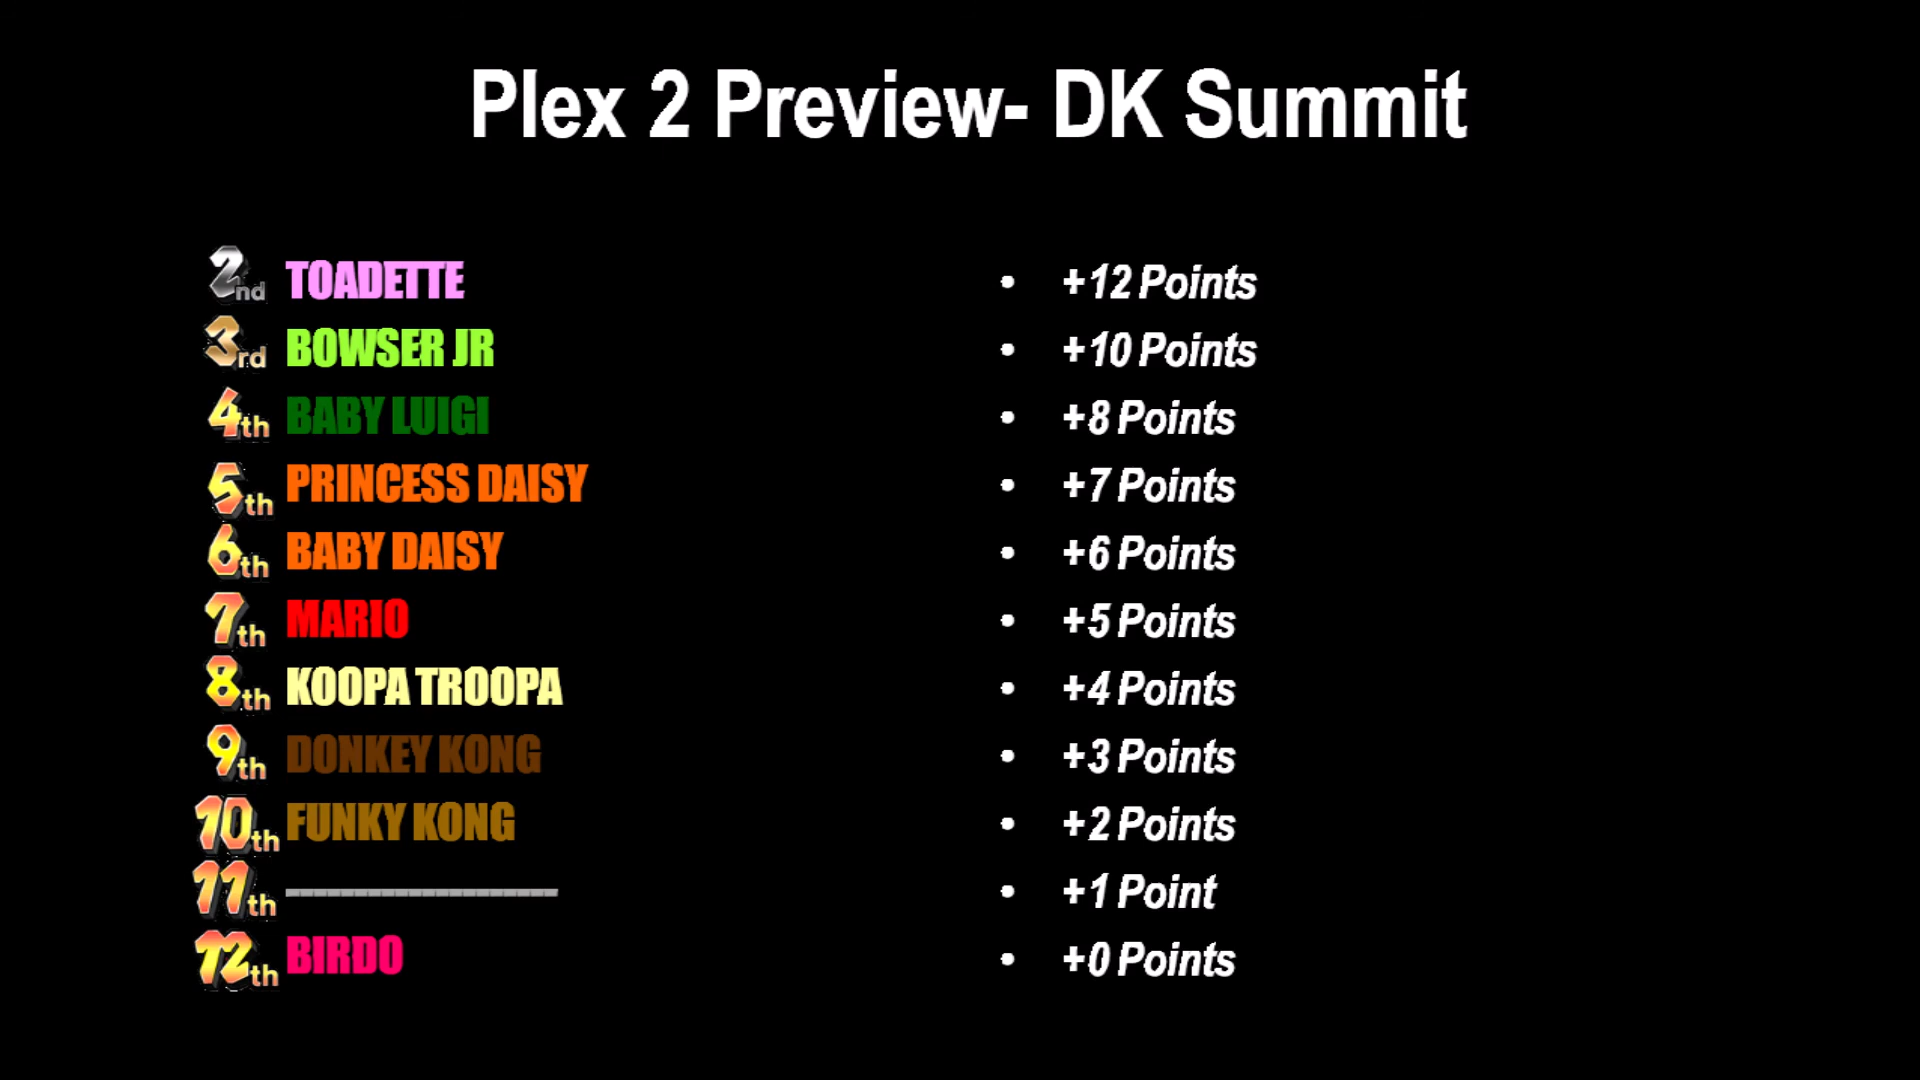 Plex 2 Preview- DK Summit
2nd TOADETTE • +12 Points
3rd BOWSER JR • +10 Points
4th BABY LUIGI • +8 Points
5th PRINCESS DAISY • +7 Points
6th BABY DAISY • +6 Points
7th MARIO • +5 Points
8th KOOPA TROOPA • +4 Points
9th DONKEY KONG • +3 Points
10th FUNKY KONG • +2 Points
11th -------------------- • +1 Point
12th BIRDO • +0 Points